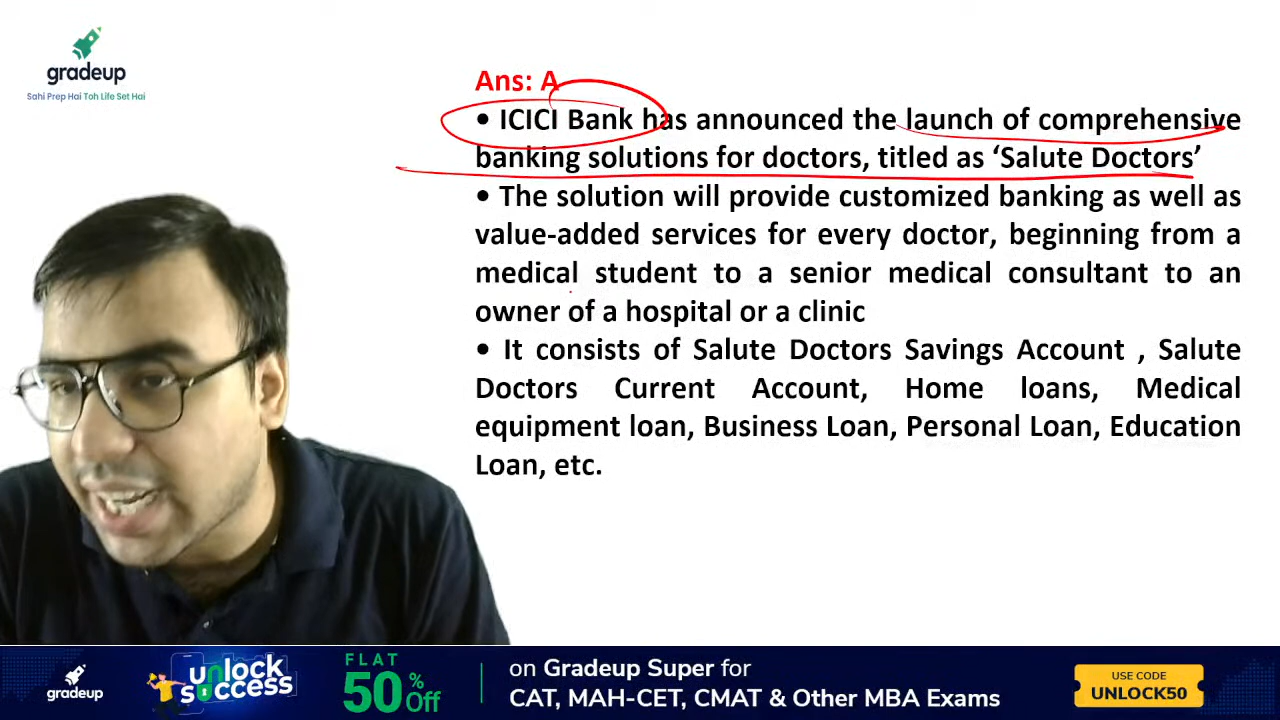 gradeup
Sahi Prep Hai Toh Life Set Hai
Ans: A
• ICICI Bank has announced the launch of comprehensive
banking solutions for doctors, titled as ‘Salute Doctors’
• The solution will provide customized banking as well as
value-added services for every doctor, beginning from a
medical student to a senior medical consultant to an
owner of a hospital or a clinic
• It consists of Salute Doctors Savings Account , Salute
Doctors Current Account, Home loans, Medical
equipment loan, Business Loan, Personal Loan, Education
Loan, etc.
gradeup
unlock
success
FLAT
50% Off
on Gradeup Super for
CAT, MAH-CET, CMAT & Other MBA Exams
USE CODE
UNLOCK50